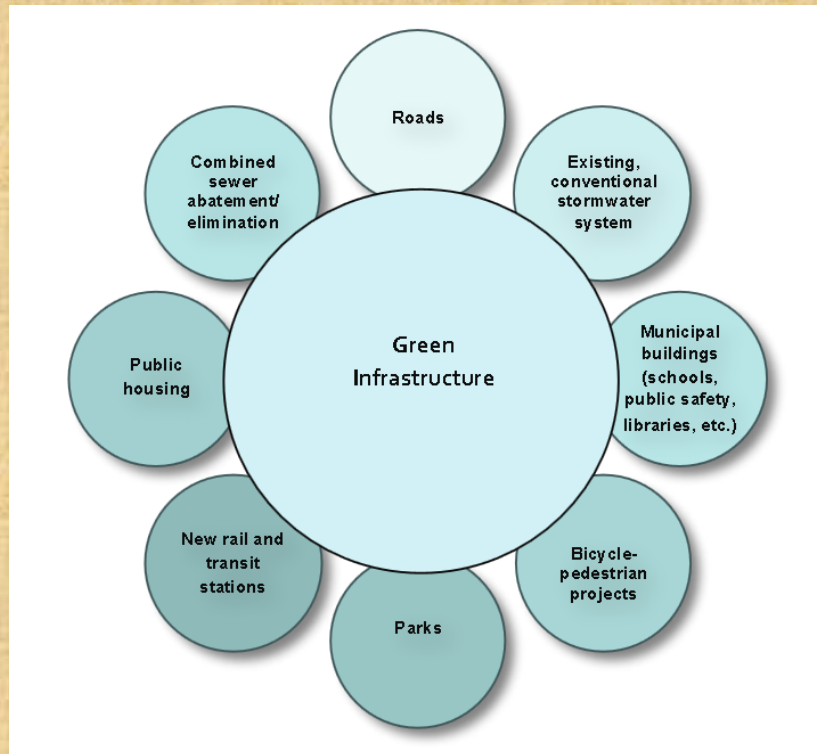 Roads
Existing,
conventional
stormwater
system
Municipal
buildings
(schools,
public safety,
libraries, etc.)
Bicycle-
pedestrian
projects
Parks
New rail and
transit
stations
Public
housing
Combined
sewer
abatement/
elimination
Green
Infrastructure